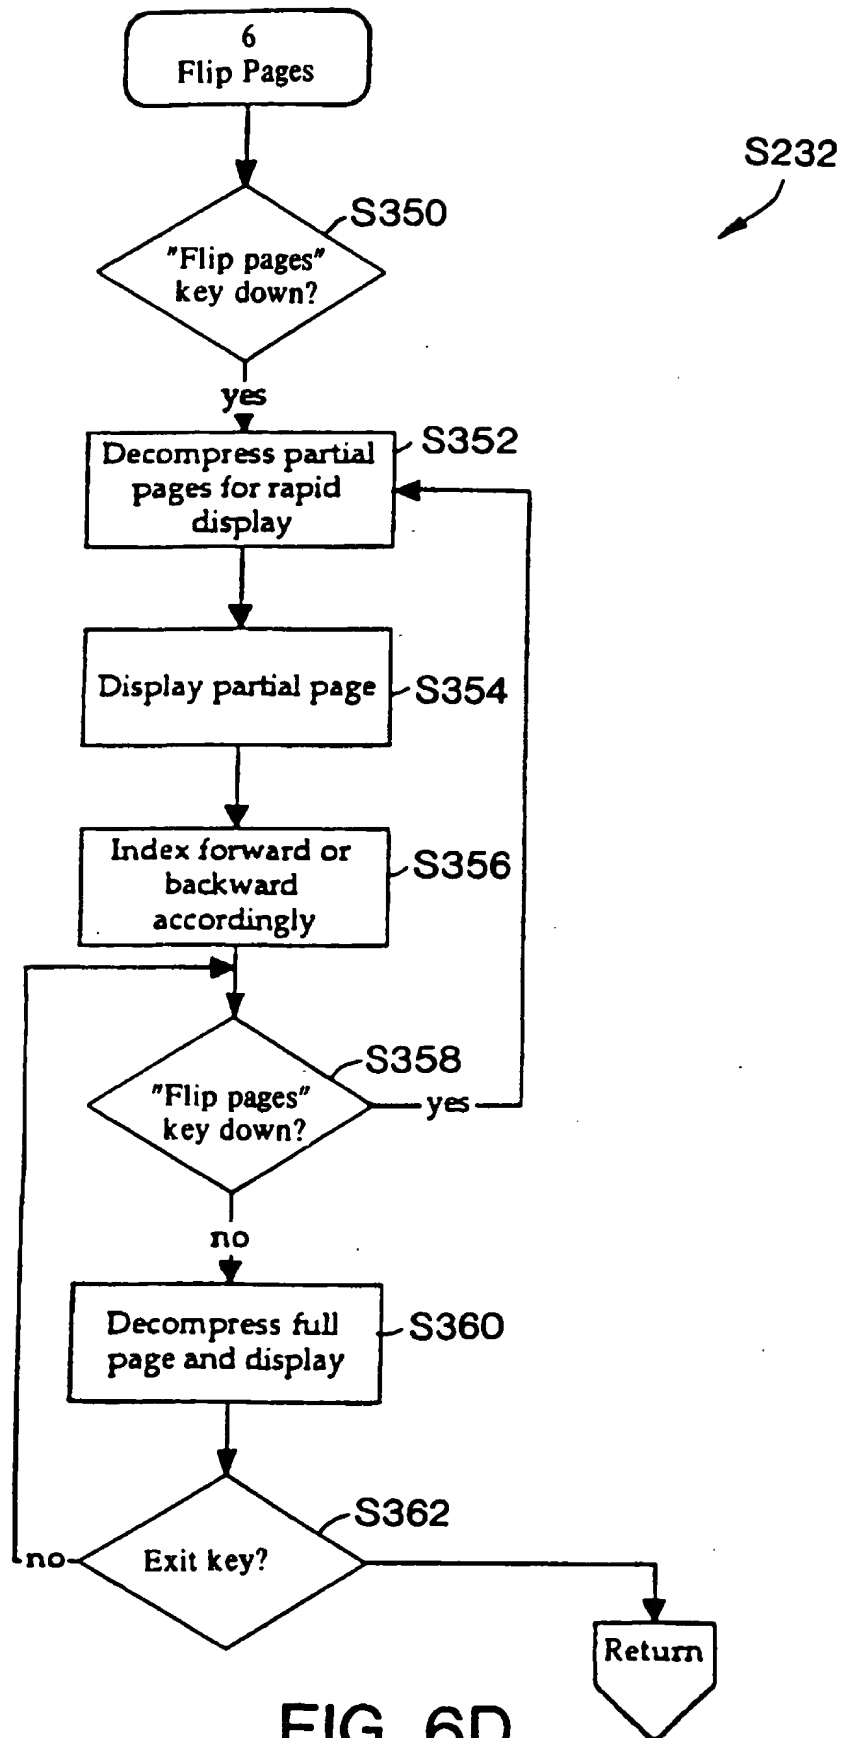 6
Flip Pages
S232
S350
"Flip pages"
key down?
yes
S352
Decompress partial
pages for rapid
display
Display partial page
S354
Index forward or
backward
accordingly
S356
S358
"Flip pages"
key down?
yes
no
Decompress full
page and display
S360
S362
Exit key?
no
Return
FIG. 6D